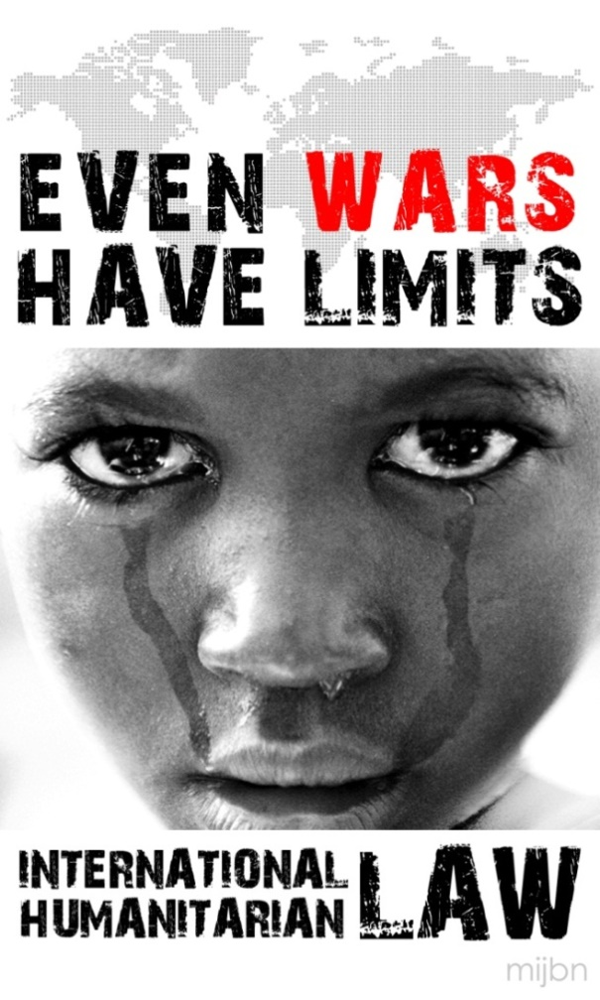 EVEN WARS
HAVE LIMITS
INTERNATIONAL
HUMANITARIAN
LAW
mijbn